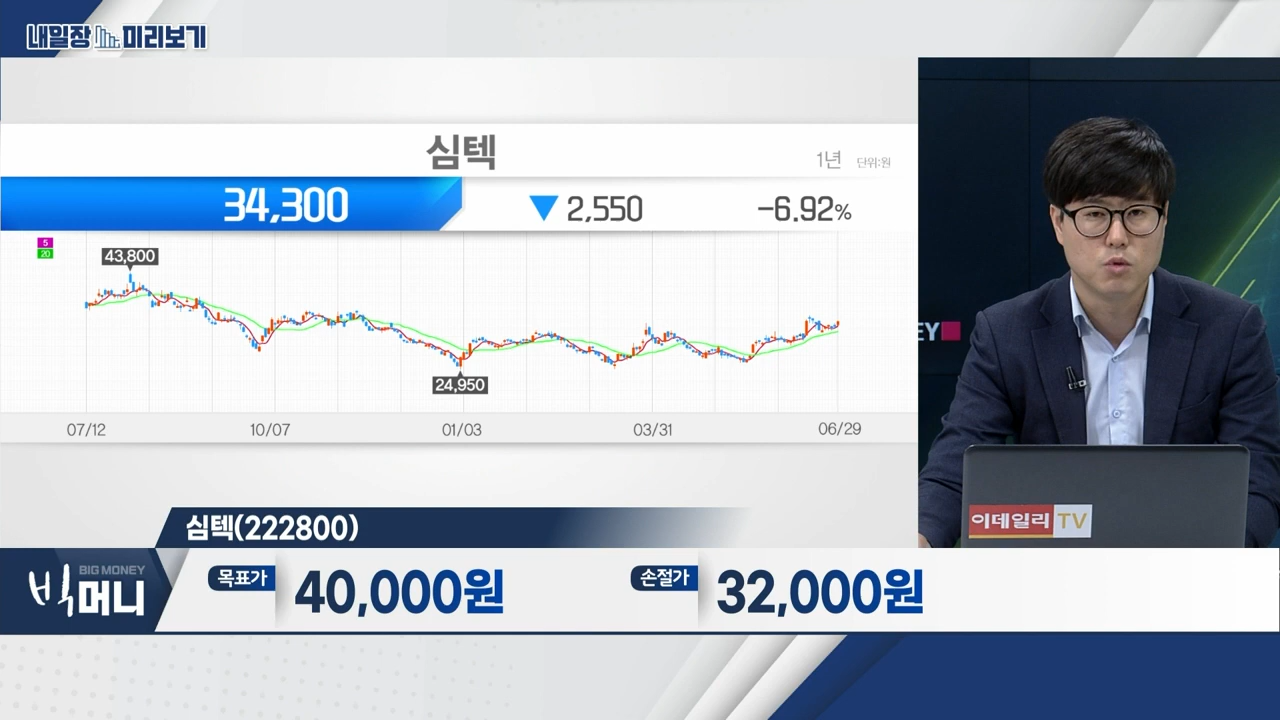 내일장 미리보기
심텍
1년 단위:원
34,300 ▼ 2,550 -6.92%
5
20
43,800
24,950
07/12 10/07 01/03 03/31 06/29
EY
이데일리 TV
심텍(222800)
빅머니 BIG MONEY
목표가 40,000원 손절가 32,000원